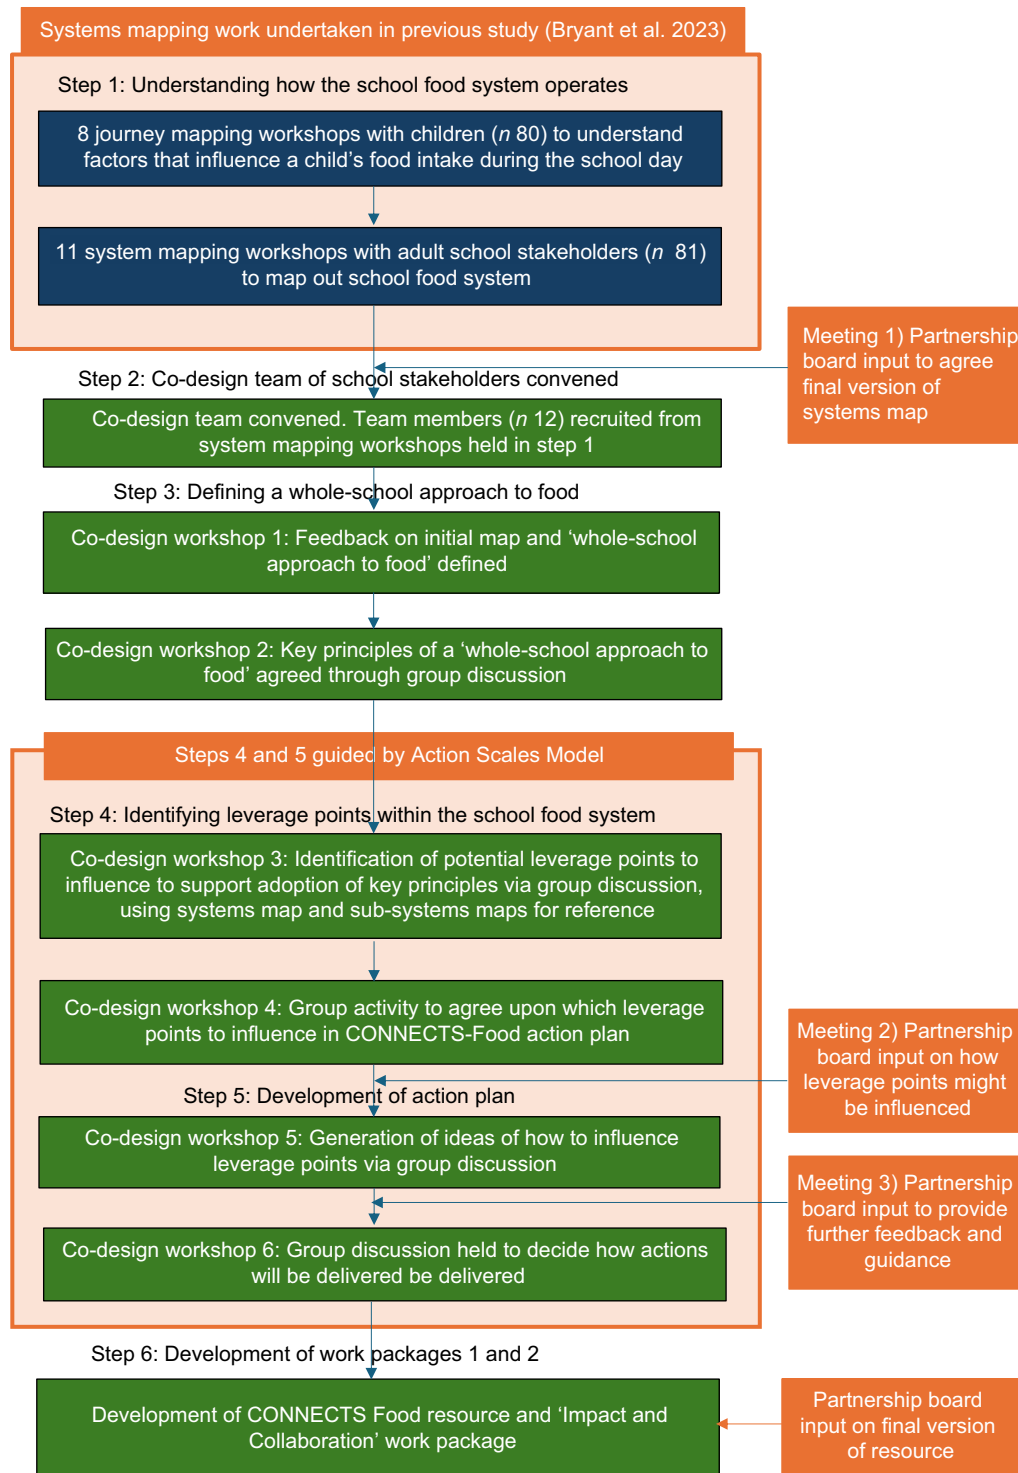 Systems mapping work undertaken in previous study (Bryant et al. 2023)
Step 1: Understanding how the school food system operates
8 journey mapping workshops with children (n 80) to understand
factors that influence a child's food intake during the school day
11 system mapping workshops with adult school stakeholders (n 81)
to map out school food system
Meeting 1) Partnership
board input to agree
final version of
systems map
Step 2: Co-design team of school stakeholders convened
Co-design team convened. Team members (n 12) recruited from
system mapping workshops held in step 1
Step 3: Defining a whole-school approach to food
Co-design workshop 1: Feedback on initial map and ‘whole-school
approach to food’ defined
Co-design workshop 2: Key principles of a ‘whole-school approach to
food’ agreed through group discussion
Steps 4 and 5 guided by Action Scales Model
Step 4: Identifying leverage points within the school food system
Co-design workshop 3: Identification of potential leverage points to
influence to support adoption of key principles via group discussion,
using systems map and sub-systems maps for reference
Co-design workshop 4: Group activity to agree upon which leverage
points to influence in CONNECTS-Food action plan
Meeting 2) Partnership
board input on how
leverage points might
be influenced
Step 5: Development of action plan
Co-design workshop 5: Generation of ideas of how to influence
leverage points via group discussion
Meeting 3) Partnership
board input to provide
further feedback and
guidance
Co-design workshop 6: Group discussion held to decide how actions
will be delivered be delivered
Step 6: Development of work packages 1 and 2
Development of CONNECTS Food resource and ‘Impact and
Collaboration’ work package
Partnership board
input on final version
of resource